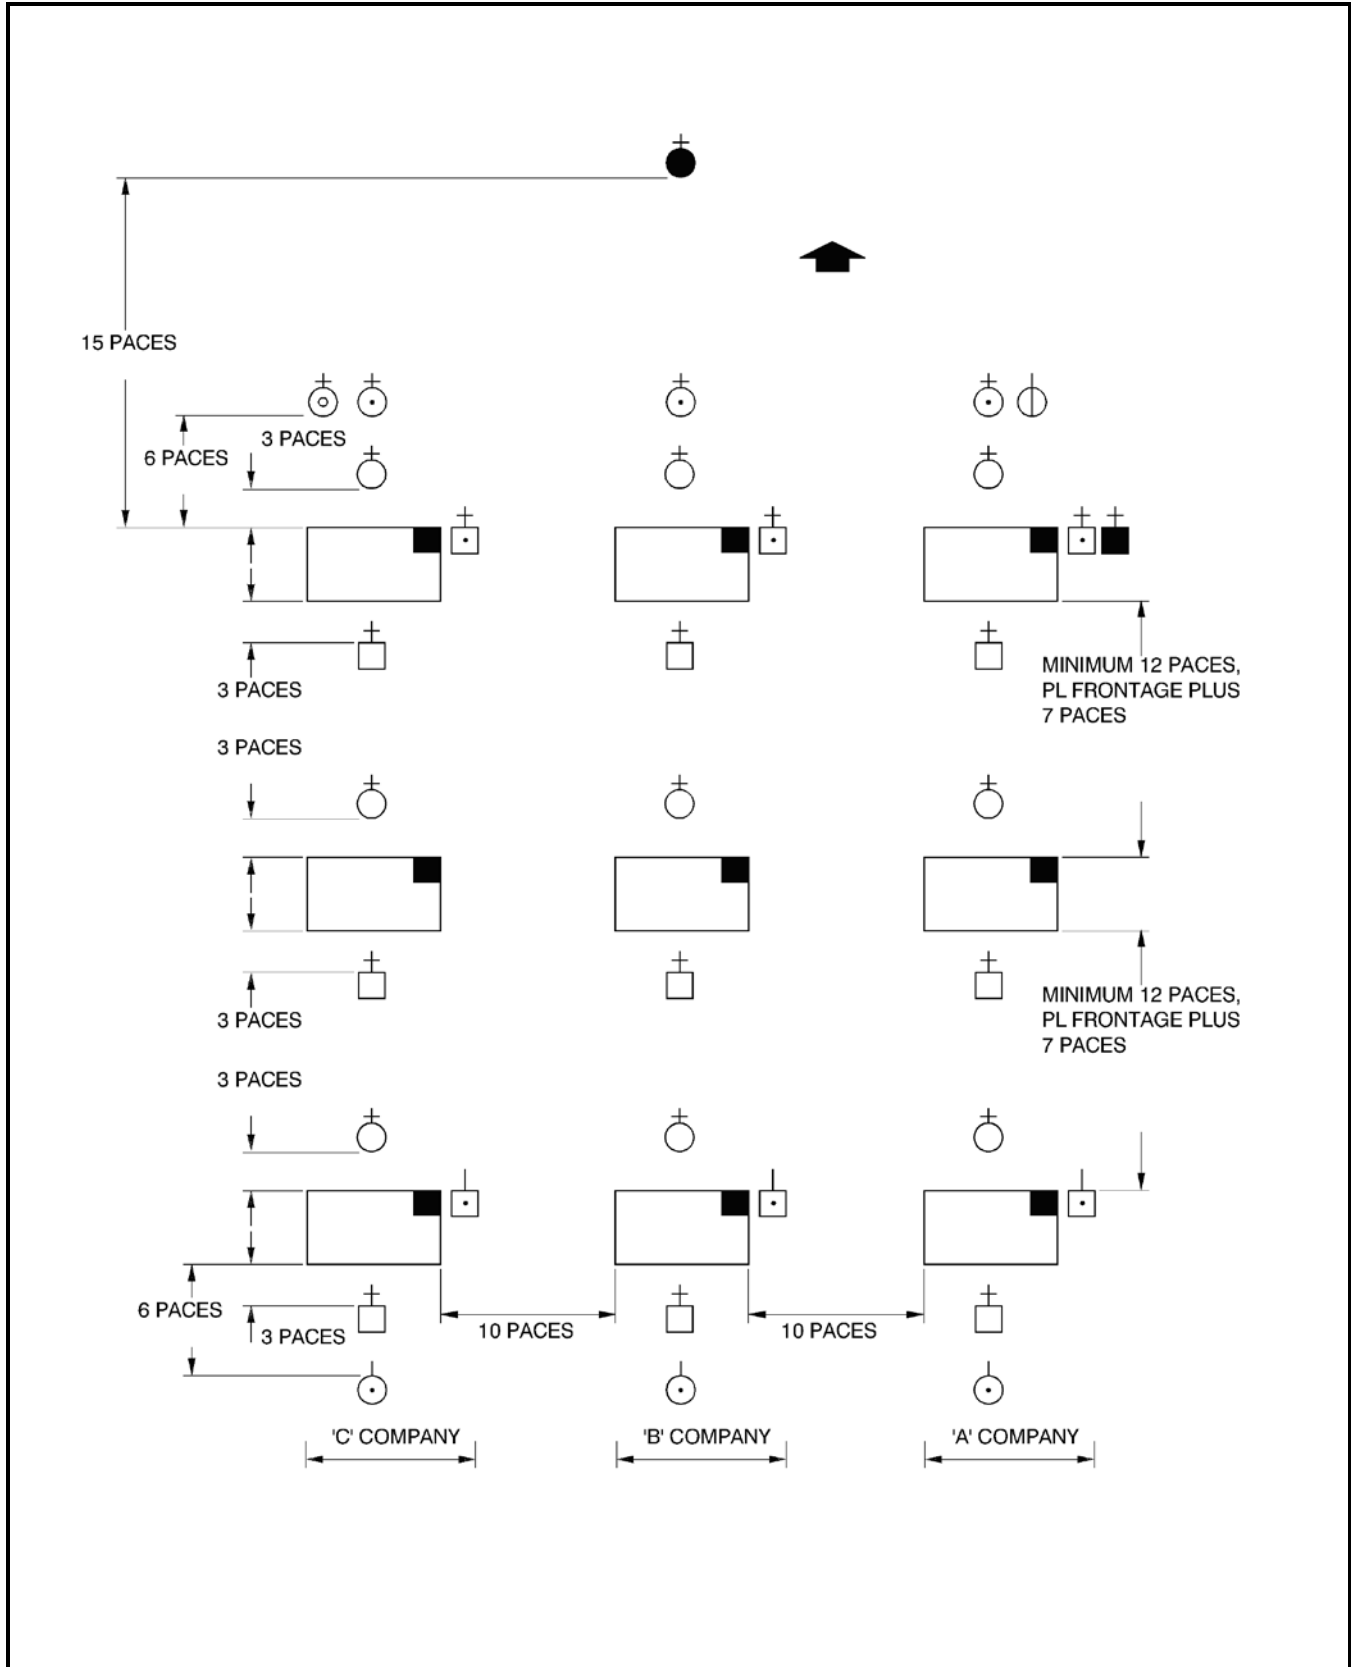 15 PACES
3 PACES
6 PACES
MINIMUM 12 PACES,
PL FRONTAGE PLUS
7 PACES
3 PACES
3 PACES
MINIMUM 12 PACES,
PL FRONTAGE PLUS
7 PACES
3 PACES
3 PACES
6 PACES
3 PACES
10 PACES
10 PACES
'C' COMPANY
'B' COMPANY
'A' COMPANY